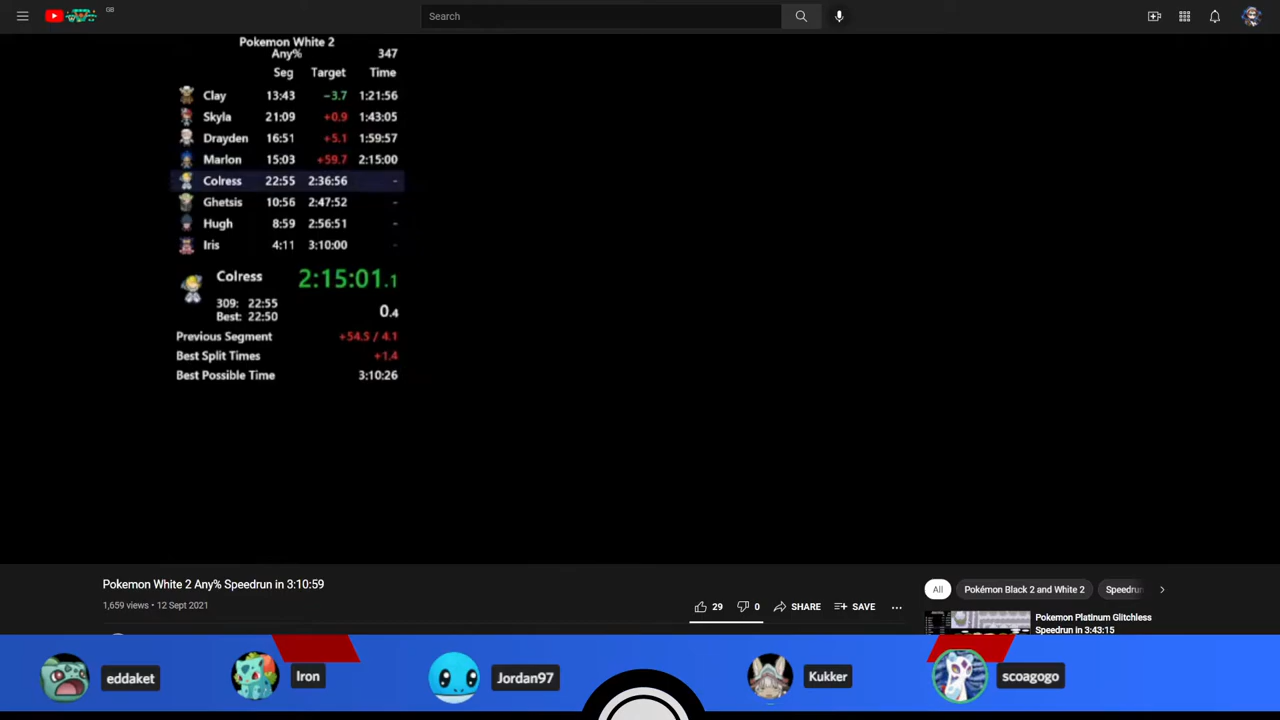 GB
Search
Pokemon White 2
Any% 347
Seg Target Time
Clay 13:43 −3.7 1:21:56
Skyla 21:09 +0.9 1:43:05
Drayden 16:51 +5.1 1:59:57
Marlon 15:03 +59.7 2:15:00
Colress 22:55 2:36:56 -
Ghetsis 10:56 2:47:52 -
Hugh 8:59 2:56:51 -
Iris 4:11 3:10:00 -
Colress 2:15:01.1
309: 22:55 0.4
Best: 22:50
Previous Segment +54.5 / 4.1
Best Split Times +1.4
Best Possible Time 3:10:26
Pokemon White 2 Any% Speedrun in 3:10:59
1,659 views • 12 Sept 2021
29 0 SHARE SAVE ...
All Pokémon Black 2 and White 2 Speedrun
Pokemon Platinum Glitchless
Speedrun in 3:43:15
eddaket Iron Jordan97 Kukker scoagogo